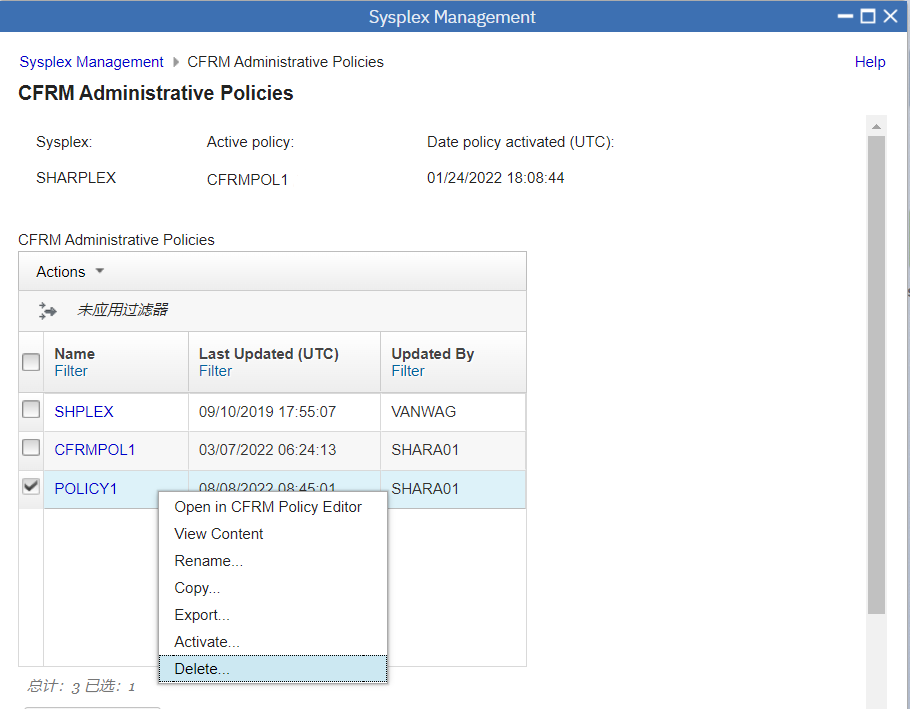 Sysplex Management
Sysplex Management CFRM Administrative Policies Help
CFRM Administrative Policies
Sysplex: Active policy: Date policy activated (UTC):
SHARPLEX CFRMPOL1 01/24/2022 18:08:44
CFRM Administrative Policies
Actions
未应用过滤器
Name Last Updated (UTC) Updated By
Filter Filter Filter
SHPLEX 09/10/2019 17:55:07 VANWAG
CFRMPOL1 03/07/2022 06:24:13 SHARA01
POLICY1 08/08/2022 08:45:01 SHARA01
Open in CFRM Policy Editor
View Content
Rename...
Copy...
Export...
Activate...
Delete...
总计: 3 已选: 1